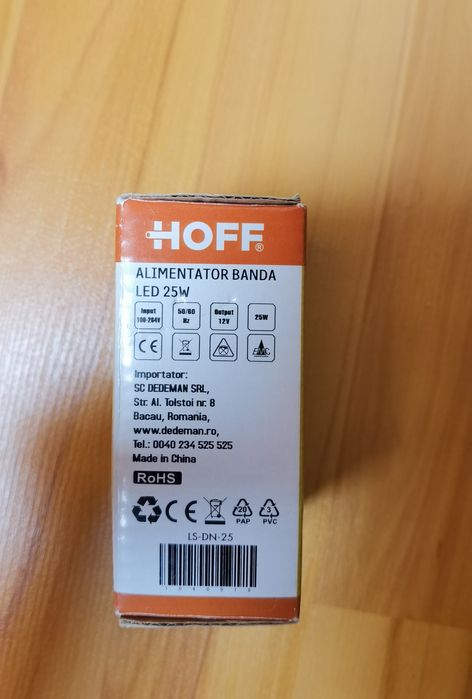 HOFF®
ALIMENTATOR BANDA
LED 25W
Input 50/60 Output 25W
100-264V Hz 12V
CE EMC
Importator:
SC DEDEMAN SRL,
Str. Al. Tolstoi nr. 8
Bacau, Romania,
www.dedeman.ro,
Tel.: 0040 234 525 525
Made in China
RoHS
CE 20 3
PAP PVC
LS-DN-25